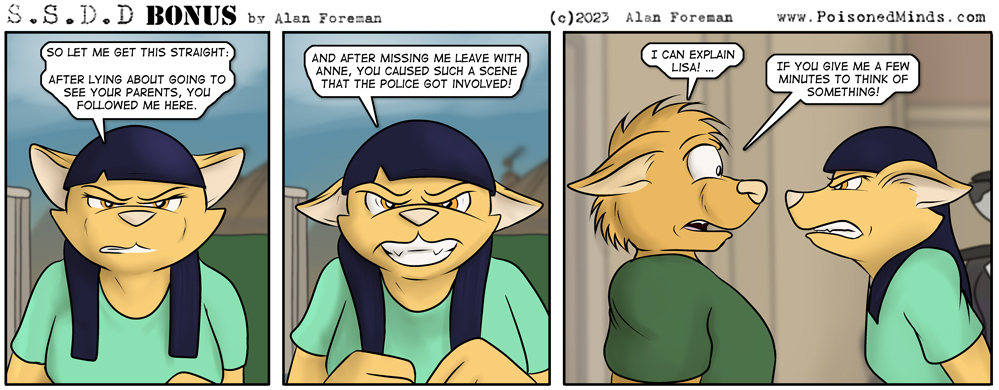 S.S.D.D BONUS by Alan Foreman
(c)2023 Alan Foreman
www.PoisonedMinds.com
SO LET ME GET THIS STRAIGHT:
AFTER LYING ABOUT GOING TO
SEE YOUR PARENTS, YOU
FOLLOWED ME HERE.
AND AFTER MISSING ME LEAVE WITH
ANNE, YOU CAUSED SUCH A SCENE
THAT THE POLICE GOT INVOLVED!
I CAN EXPLAIN
LISA! ...
IF YOU GIVE ME A FEW
MINUTES TO THINK OF
SOMETHING!